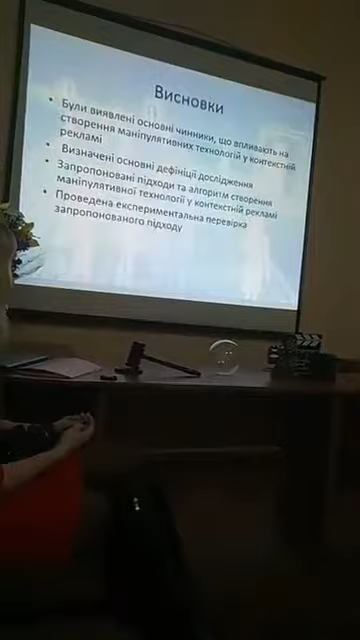 Висновки
• Були виявлені основні чинники, що впливають на
створення маніпулятивних технологій у контекстній
рекламі
• Визначені основні дефініції дослідження
• Запропоновані підходи та алгоритм створення
маніпулятивної технології у контекстній рекламі
• Проведена експериментальна перевірка
запропонованого підходу